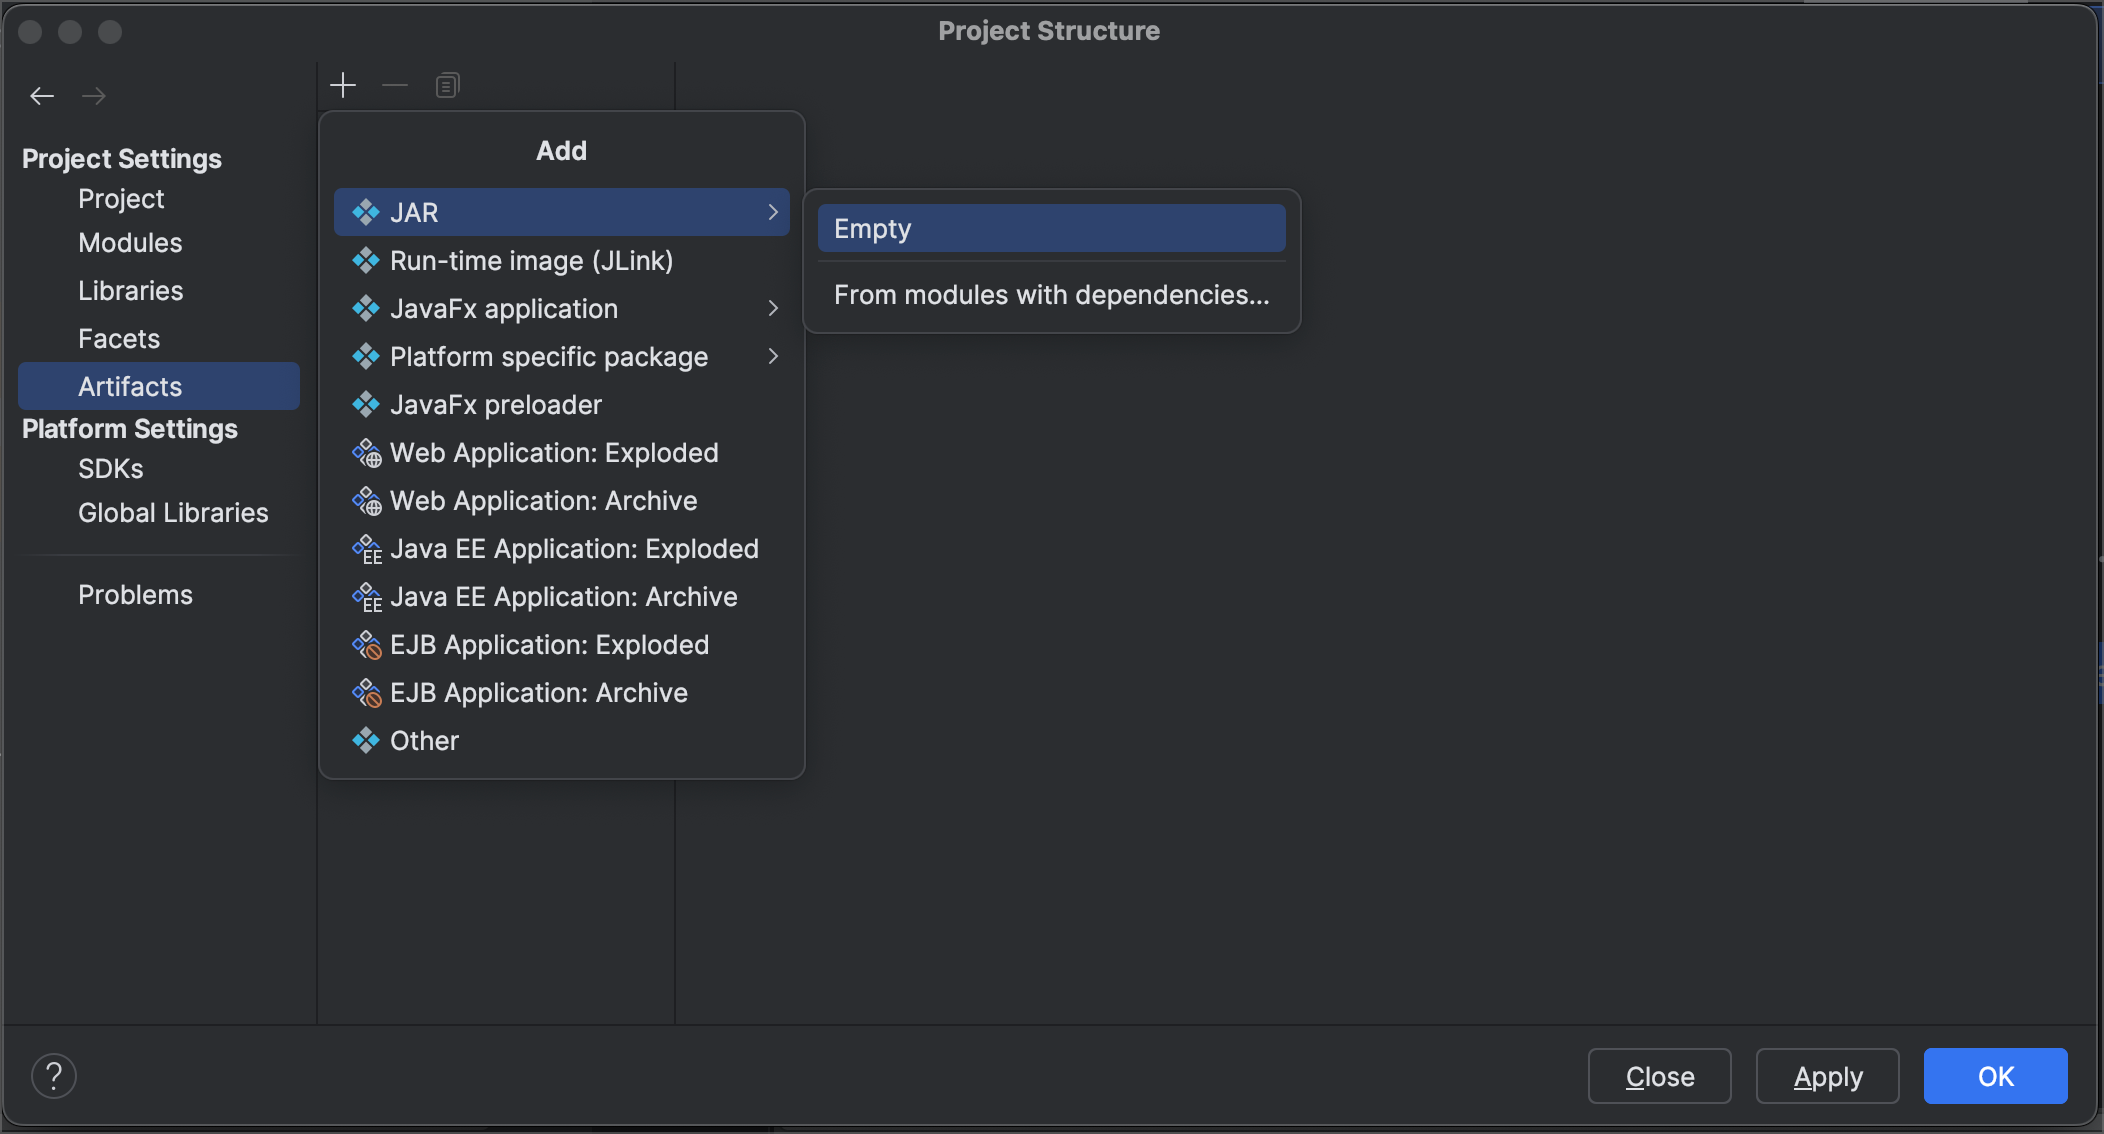 Project Structure
Project Settings
Project
Modules
Libraries
Facets
Artifacts
Platform Settings
SDKs
Global Libraries
Problems
Add
JAR
Run-time image (JLink)
JavaFx application
Platform specific package
JavaFx preloader
Web Application: Exploded
Web Application: Archive
EE Java EE Application: Exploded
EE Java EE Application: Archive
EJB Application: Exploded
EJB Application: Archive
Other
Empty
From modules with dependencies...
?
Close
Apply
OK